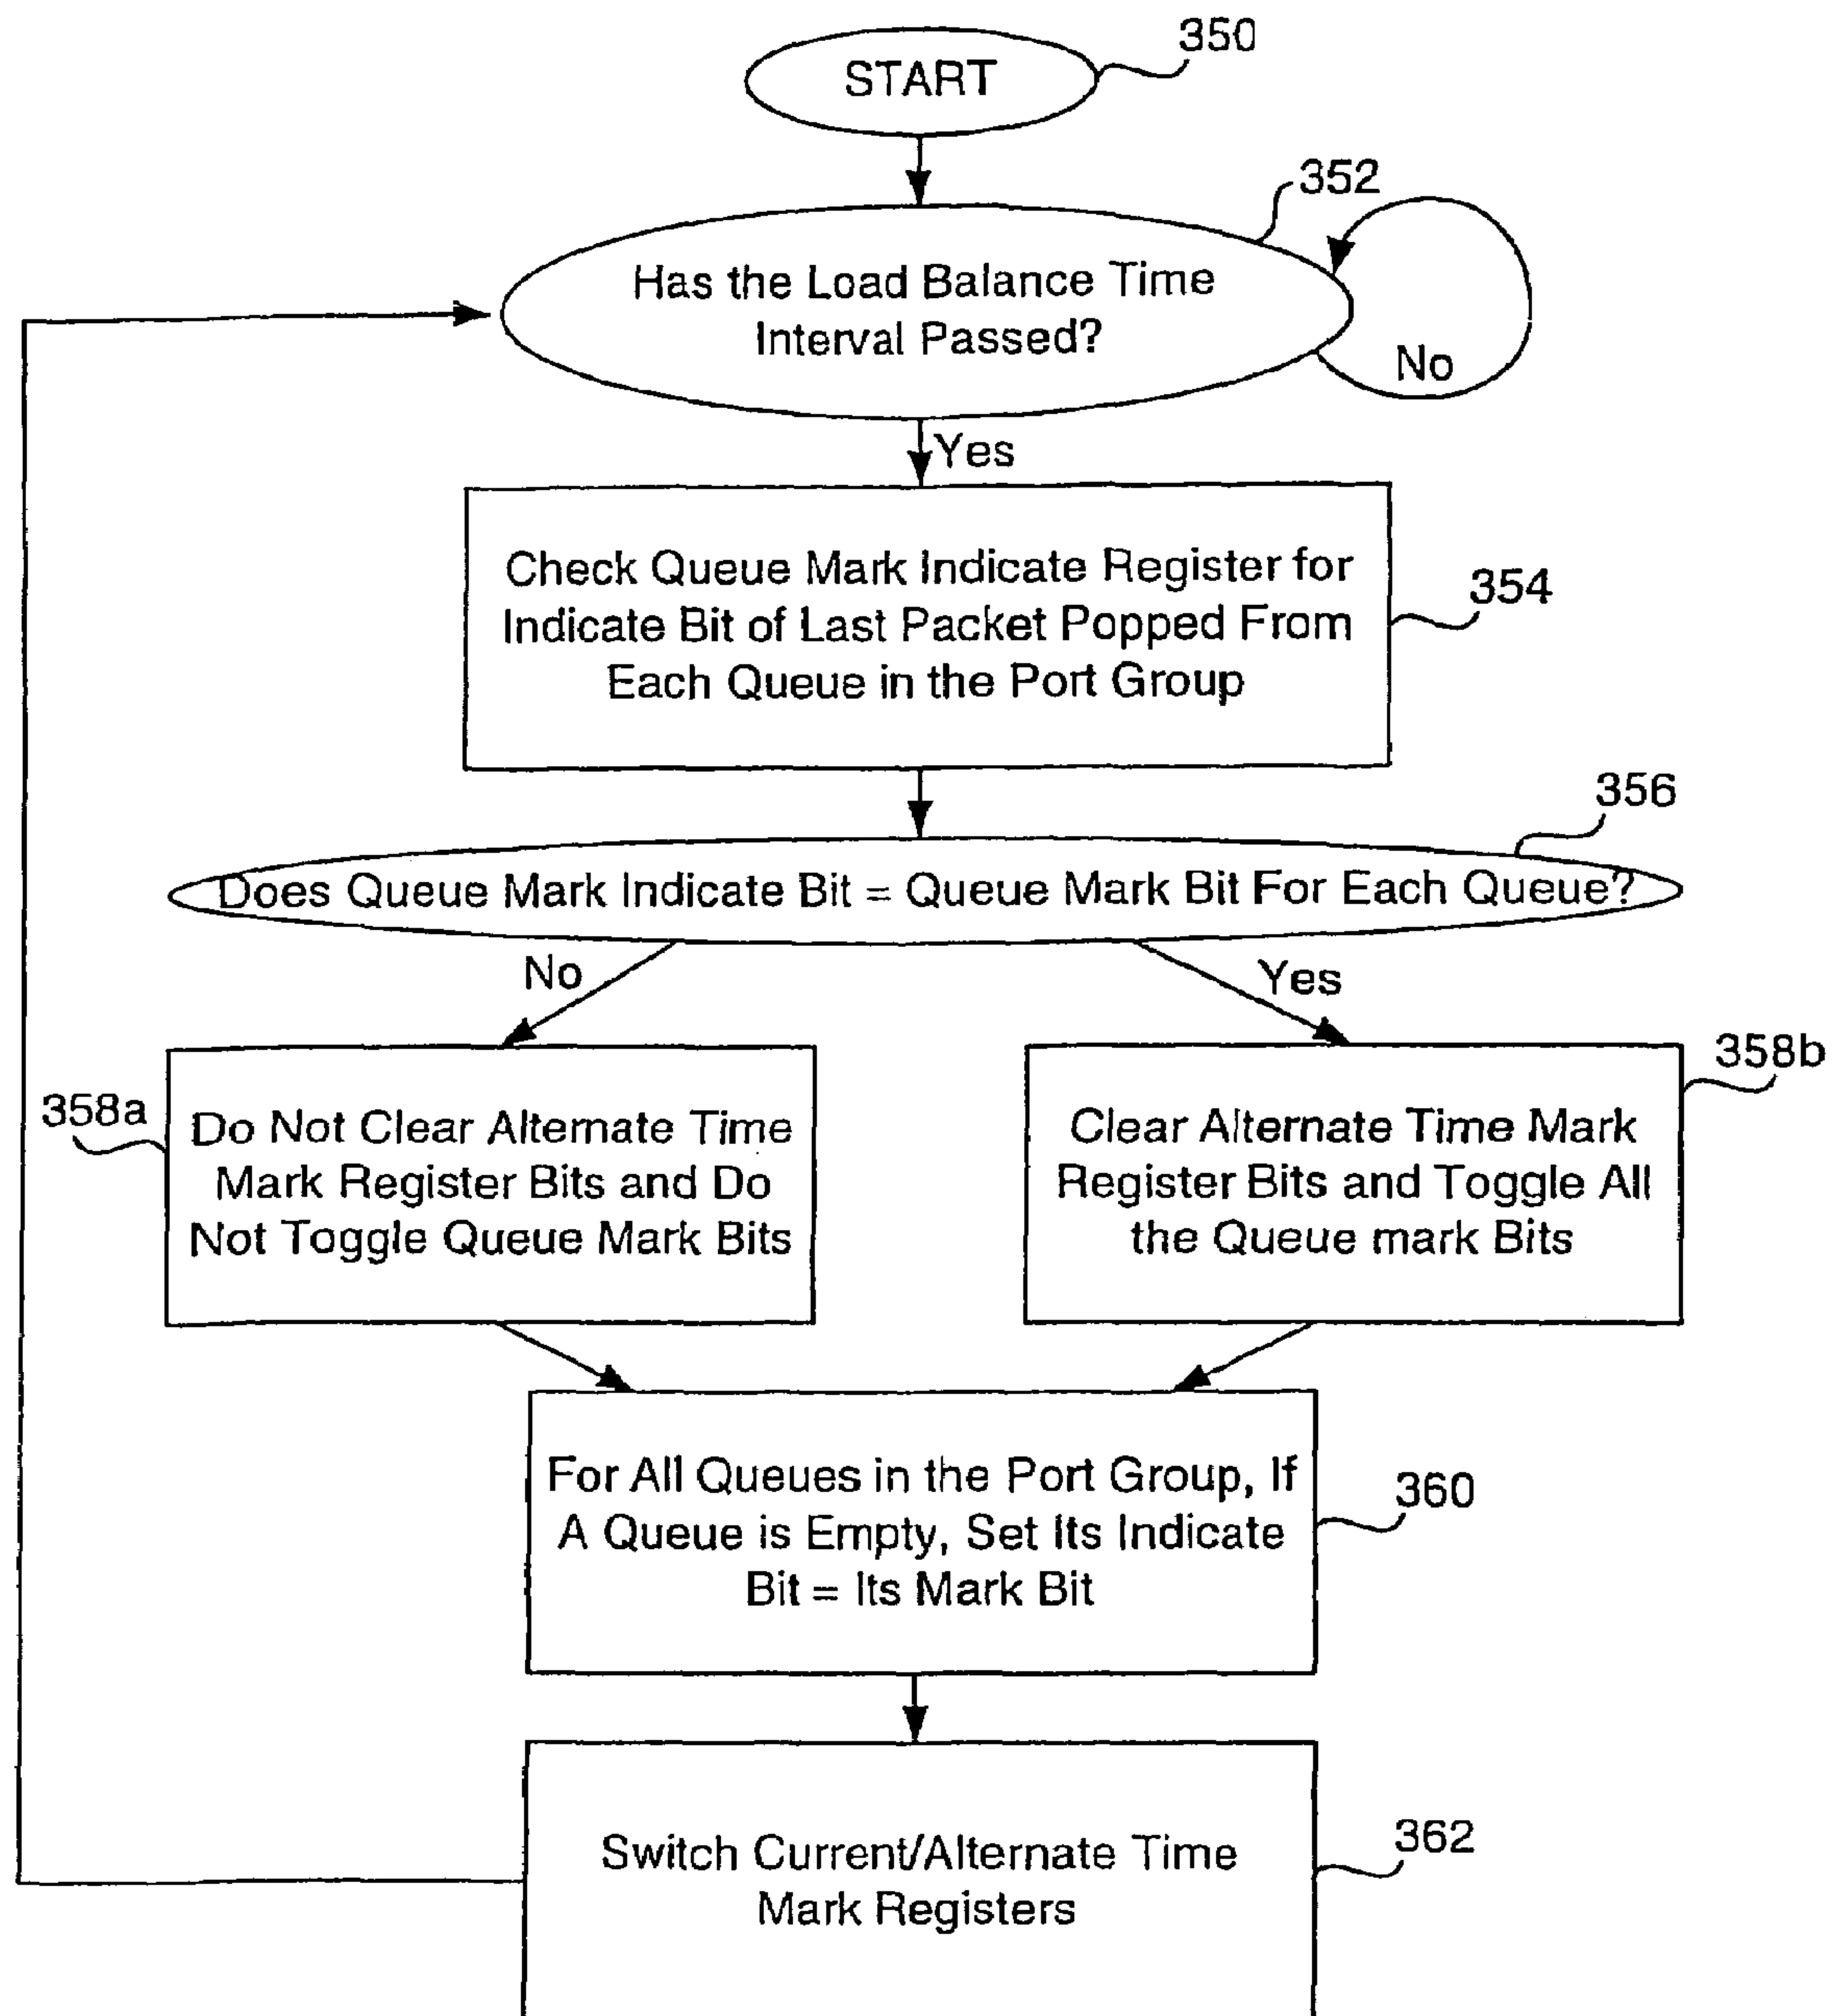 350
START
352
Has the Load Balance Time
Interval Passed?
No
Yes
Check Queue Mark Indicate Register for
Indicate Bit of Last Packet Popped From
Each Queue in the Port Group
354
356
Does Queue Mark Indicate Bit = Queue Mark Bit For Each Queue?
No
Yes
358a
Do Not Clear Alternate Time
Mark Register Bits and Do
Not Toggle Queue Mark Bits
358b
Clear Alternate Time Mark
Register Bits and Toggle All
the Queue mark Bits
For All Queues in the Port Group, If
A Queue is Empty, Set Its Indicate
Bit = Its Mark Bit
360
Switch Current/Alternate Time
Mark Registers
362